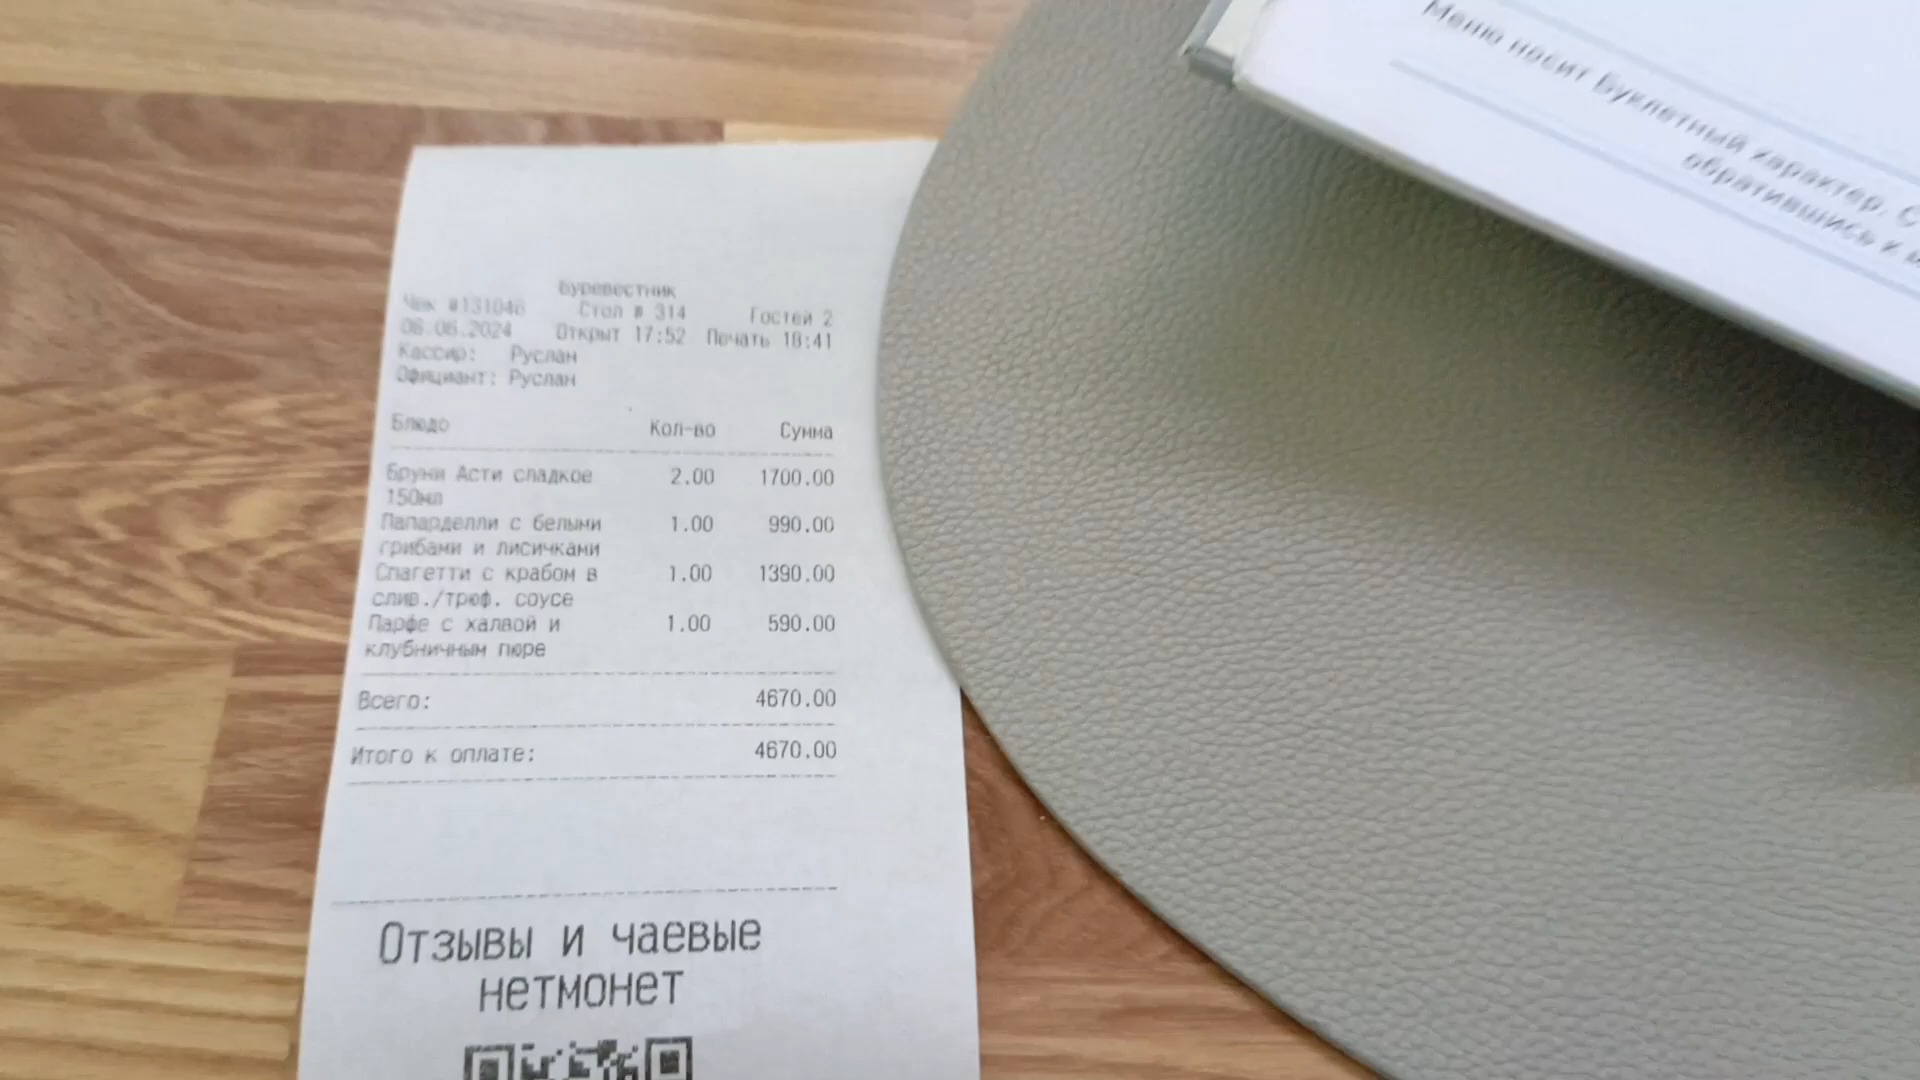 Буревестник
Чек #131046 Стол # 314 Гостей 2
06.06.2024 Открыт 17:52 Печать 18:41
Кассир: Руслан
Официант: Руслан
Блюдо Кол-во Сумма
Бруни Асти сладкое 2.00 1700.00
150мл
Папарделли с белыми 1.00 990.00
грибами и лисичками
Спагетти с крабом в 1.00 1390.00
слив./трюф. соусе
Парфе с халвой и 1.00 590.00
клубничным пюре
Всего: 4670.00
Итого к оплате: 4670.00
Отзывы и чаевые
нетмонет
Меню носит Буклетный характер. С
обратившись к м